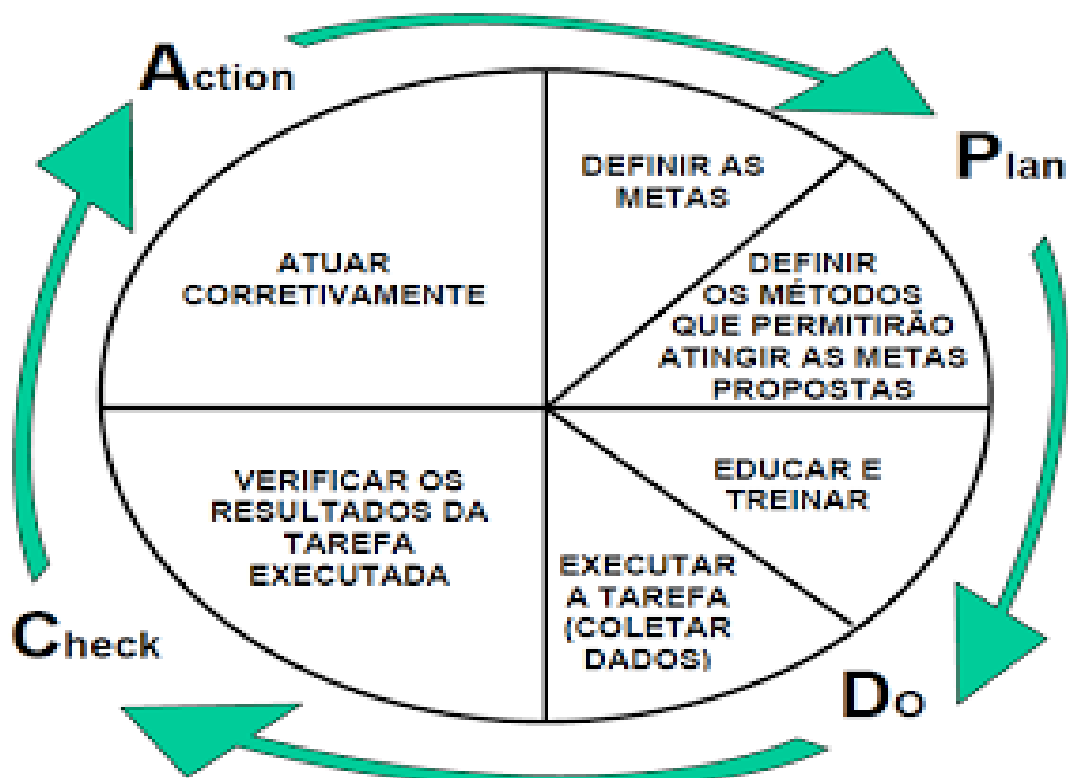 Action
Plan
DEFINIR AS
METAS
DEFINIR
OS MÉTODOS
QUE PERMITIRÃO
ATINGIR AS METAS
PROPOSTAS
ATUAR
CORRETIVAMENTE
EDUCAR E
TREINAR
VERIFICAR OS
RESULTADOS DA
TAREFA
EXECUTADA
EXECUTAR
A TAREFA
(COLETAR
DADOS)
Check
Do